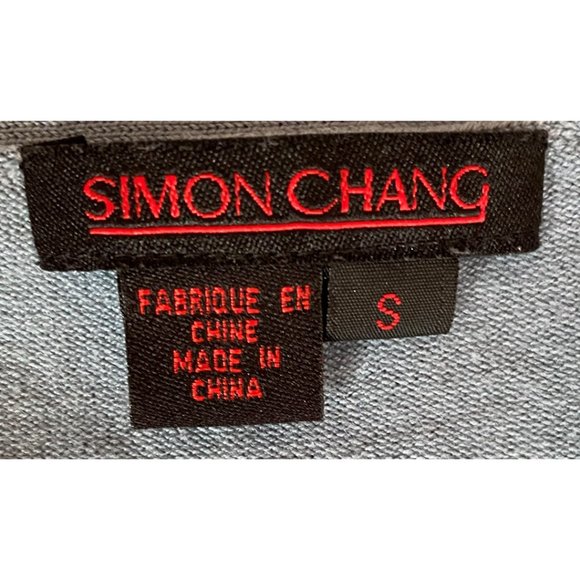 SIMON CHANG
FABRIQUE EN
CHINE
MADE IN
CHINA
S